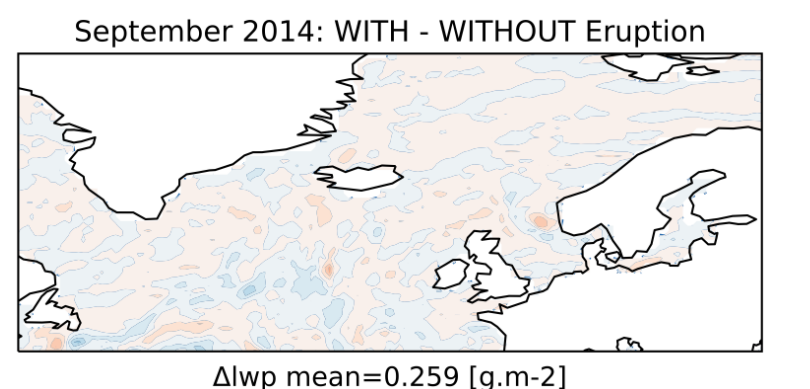 September 2014: WITH - WITHOUT Eruption
Δlwp mean=0.259 [g.m-2]